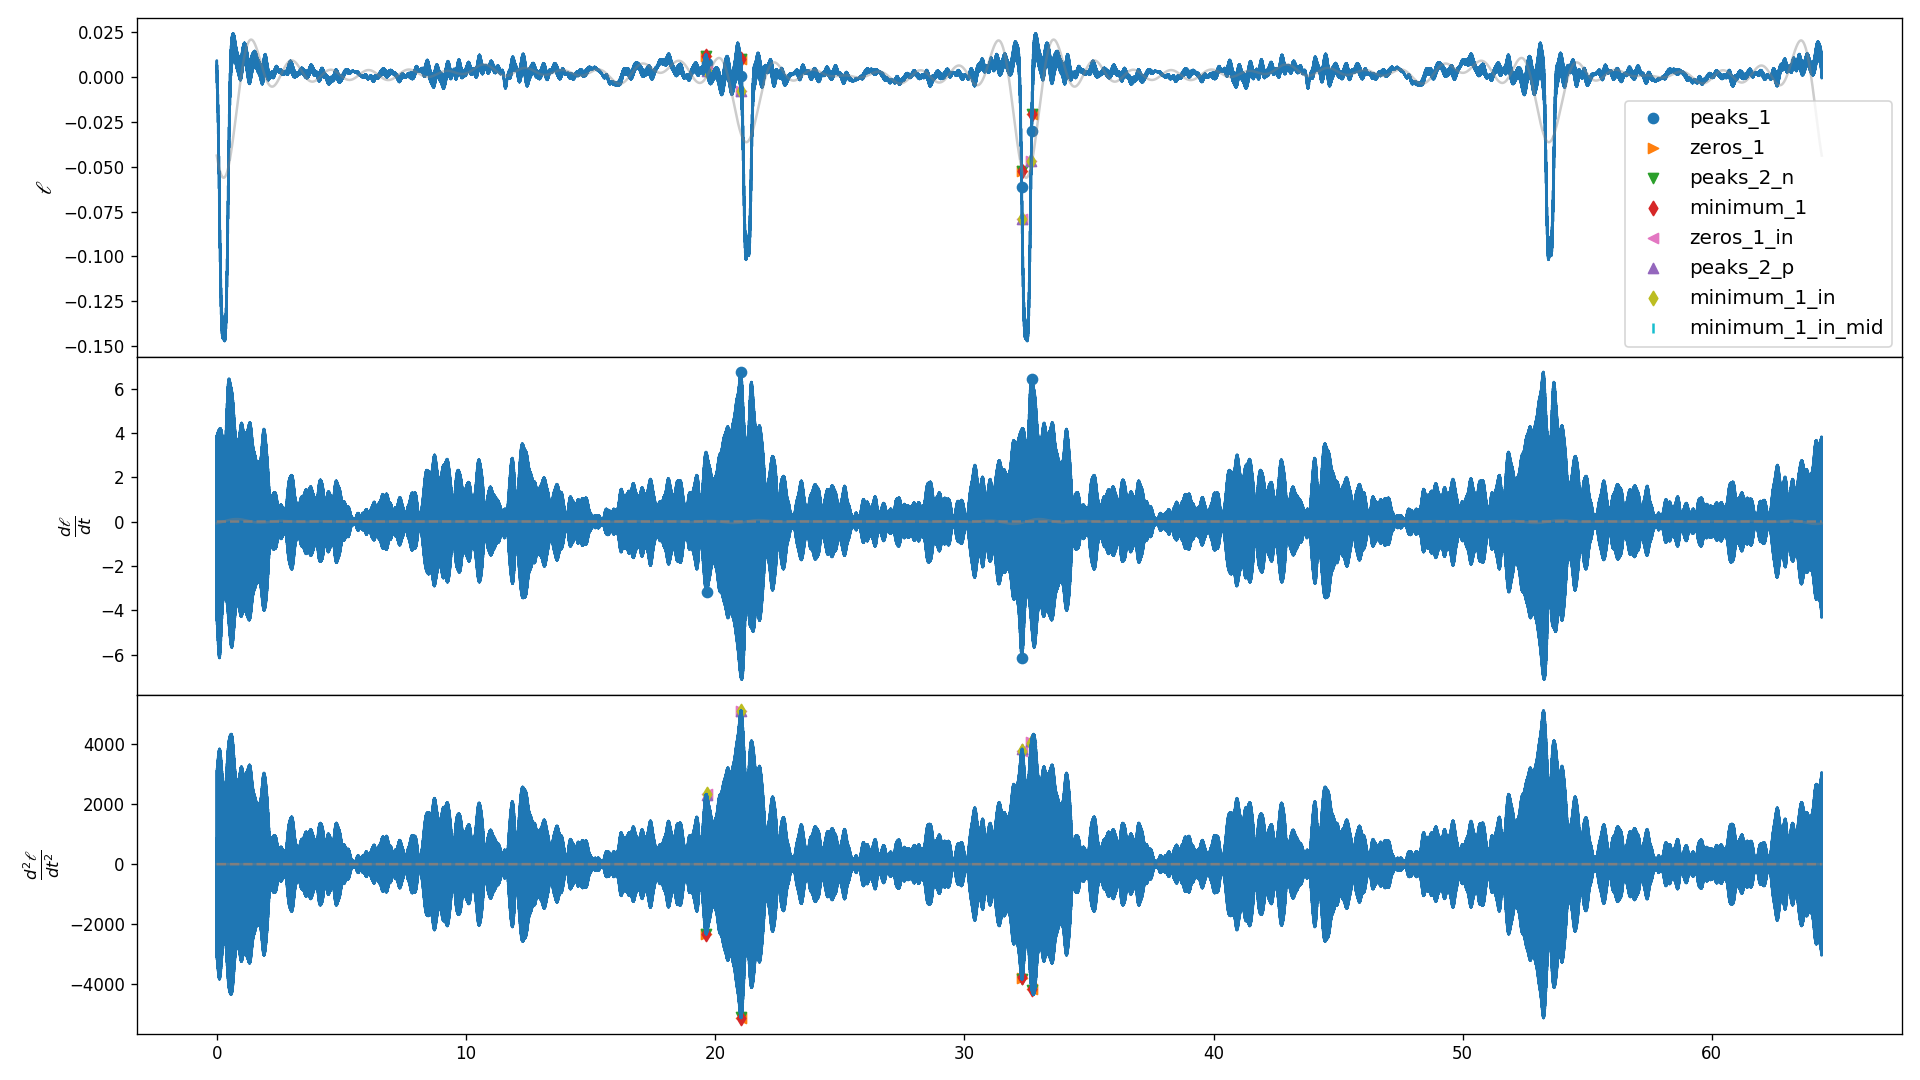 0.025
0.000
−0.025
−0.050
−0.075
−0.100
−0.125
−0.150
ℓ
peaks_1
zeros_1
peaks_2_n
minimum_1
zeros_1_in
peaks_2_p
minimum_1_in
minimum_1_in_mid
6
4
2
0
−2
−4
−6
dℓ/dt
4000
2000
0
−2000
−4000
d²ℓ/dt²
0 10 20 30 40 50 60